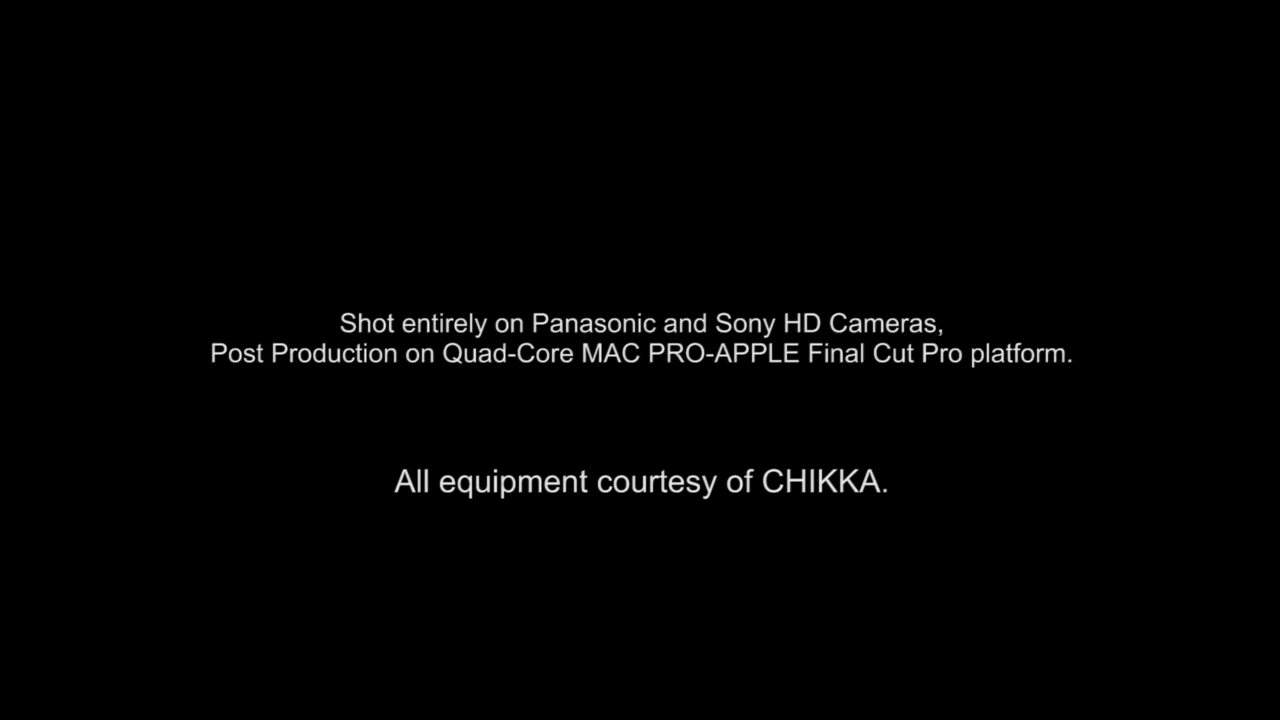 Shot entirely on Panasonic and Sony HD Cameras,
Post Production on Quad-Core MAC PRO-APPLE Final Cut Pro platform.
All equipment courtesy of CHIKKA.